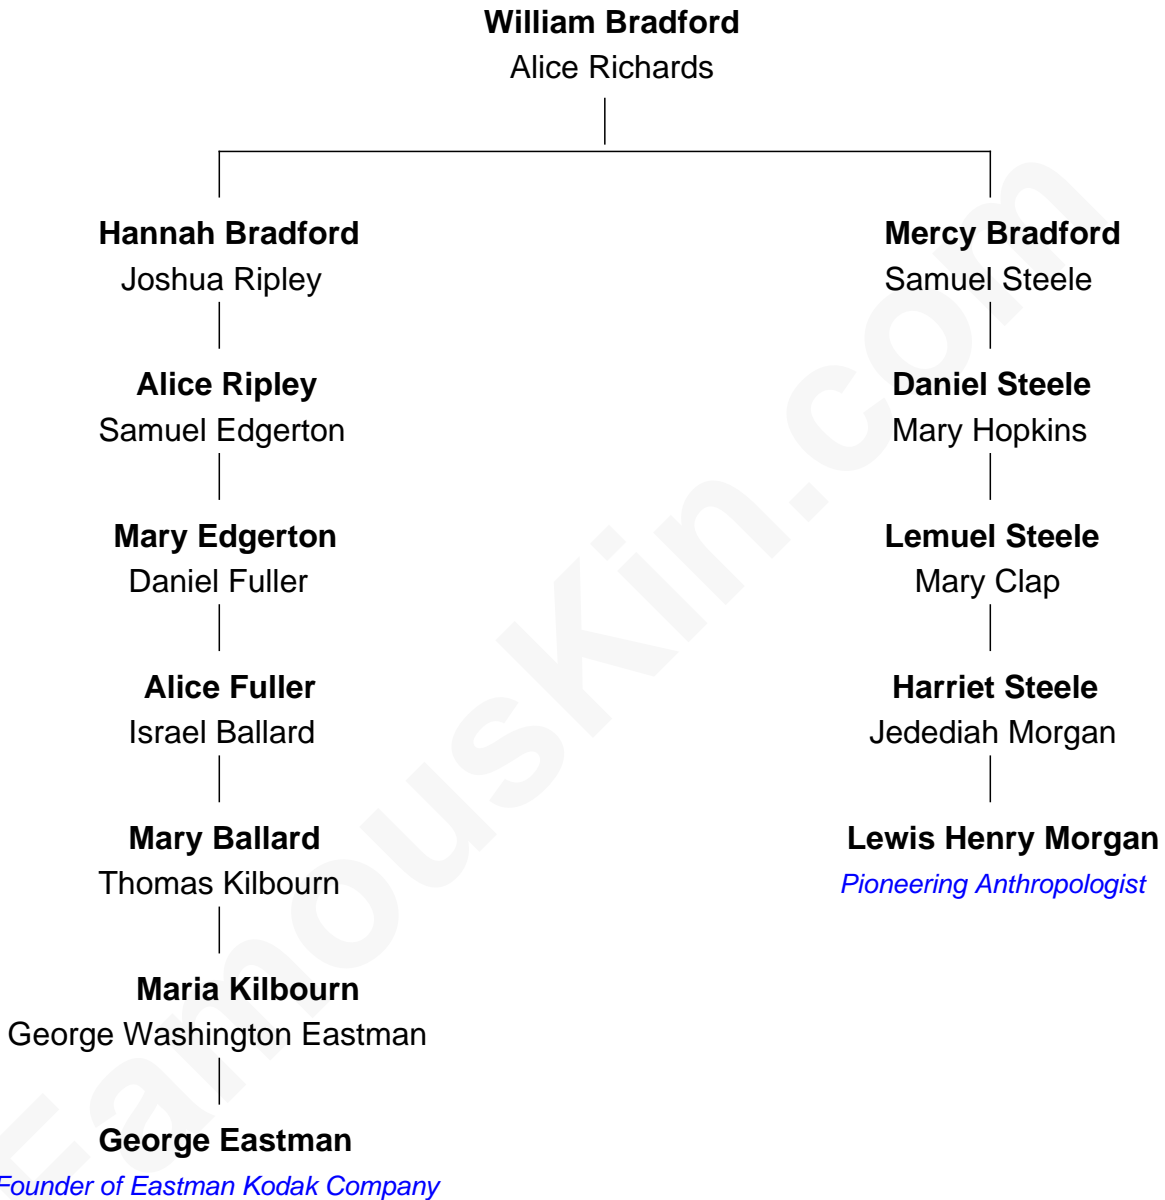 William Bradford
Alice Richards
Hannah Bradford
Joshua Ripley
Mercy Bradford
Samuel Steele
Alice Ripley
Samuel Edgerton
Daniel Steele
Mary Hopkins
Mary Edgerton
Daniel Fuller
Lemuel Steele
Mary Clap
Alice Fuller
Israel Ballard
Harriet Steele
Jedediah Morgan
Mary Ballard
Thomas Kilbourn
Lewis Henry Morgan
Pioneering Anthropologist
Maria Kilbourn
George Washington Eastman
George Eastman
Founder of Eastman Kodak Company
FamousKin.com